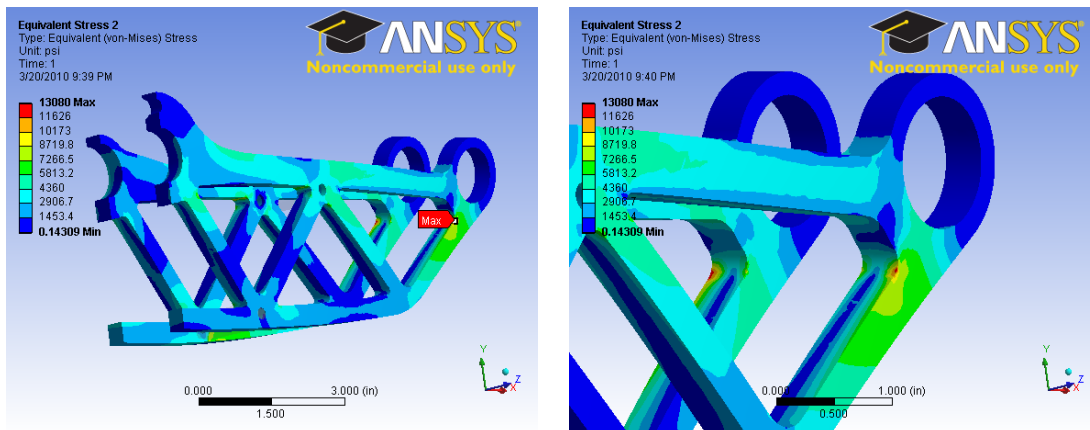 Equivalent Stress 2
Type: Equivalent (von-Mises) Stress
Unit: psi
Time: 1
3/20/2010 9:39 PM
ANSYS
Noncommercial use only
13080 Max
11626
10173
8719.8
7266.5
5813.2
4360
2906.7
1453.4
0.14309 Min
Max
0.000
3.000 (in)
1.500
Y
Z
X
Equivalent Stress 2
Type: Equivalent (von-Mises) Stress
Unit: psi
Time: 1
3/20/2010 9:40 PM
ANSYS
Noncommercial use only
13080 Max
11626
10173
8719.8
7266.5
5813.2
4360
2906.7
1453.4
0.14309 Min
0.000
1.000 (in)
0.500
Y
Z
X